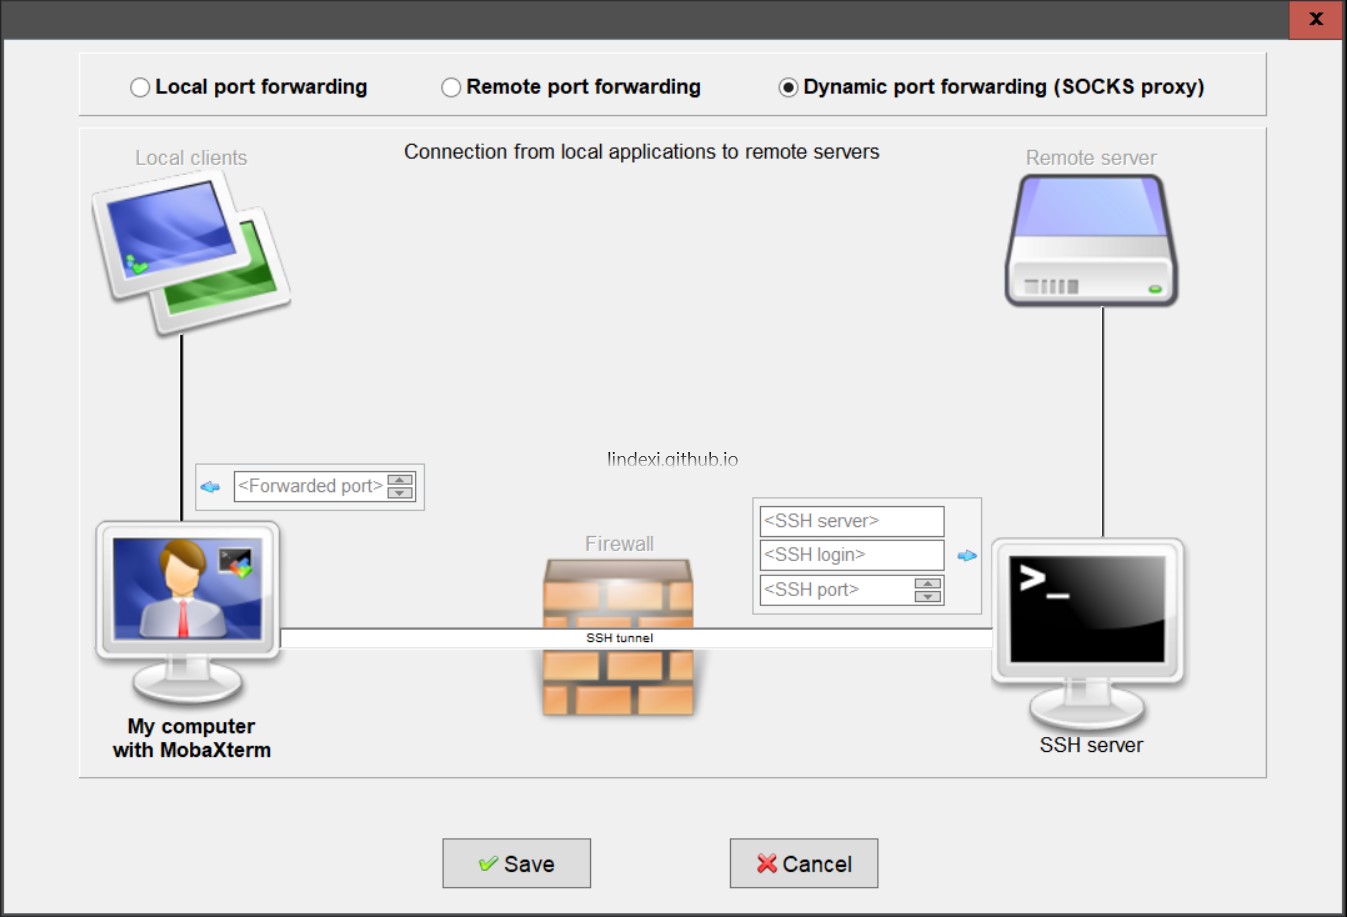 x
Local port forwarding
Remote port forwarding
Dynamic port forwarding (SOCKS proxy)
Connection from local applications to remote servers
Local clients
Remote server
lindexi.github.io
<Forwarded port>
<SSH server>
<SSH login>
<SSH port>
Firewall
>_
SSH tunnel
My computer
with MobaXterm
SSH server
Save
Cancel